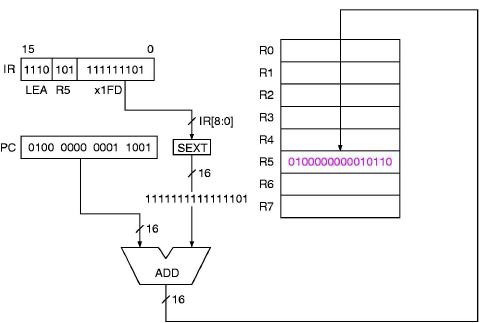 15 0
IR 1110 101 111111101
LEA R5 x1FD
IR[8:0]
PC 0100 0000 0001 1001
SEXT
16
1111111111111101
16
ADD
16
R0
R1
R2
R3
R4
R5 0100000000010110
R6
R7